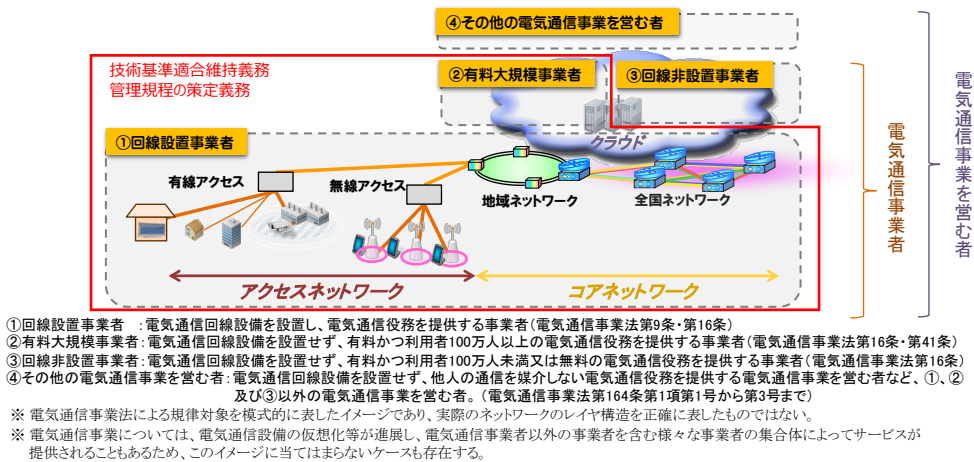 ④その他の電気通信事業を営む者
技術基準適合維持義務
管理規程の策定義務
②有料大規模事業者
③回線非設置事業者
クラウド
①回線設置事業者
有線アクセス
無線アクセス
地域ネットワーク
全国ネットワーク
アクセスネットワーク
コアネットワーク
電気通信事業者
電気通信事業を営む者
①回線設置事業者　：電気通信回線設備を設置し、電気通信役務を提供する事業者（電気通信事業法第9条・第16条）
②有料大規模事業者：電気通信回線設備を設置せず、有料かつ利用者100万人以上の電気通信役務を提供する事業者（電気通信事業法第16条・第41条）
③回線非設置事業者：電気通信回線設備を設置せず、有料かつ利用者100万人未満又は無料の電気通信役務を提供する事業者（電気通信事業法第16条）
④その他の電気通信事業を営む者：電気通信回線設備を設置せず、他人の通信を媒介しない電気通信役務を提供する電気通信事業を営む者など、①、②
及び③以外の電気通信事業を営む者。（電気通信事業法第164条第1項第1号から第3号まで）
※ 電気通信事業法による規律対象を模式的に表したイメージであり、実際のネットワークのレイヤ構造を正確に表したものではない。
※ 電気通信事業については、電気通信設備の仮想化等が進展し、電気通信事業者以外の事業者を含む様々な事業者の集合体によってサービスが
提供されることもあるため、このイメージに当てはまらないケースも存在する。